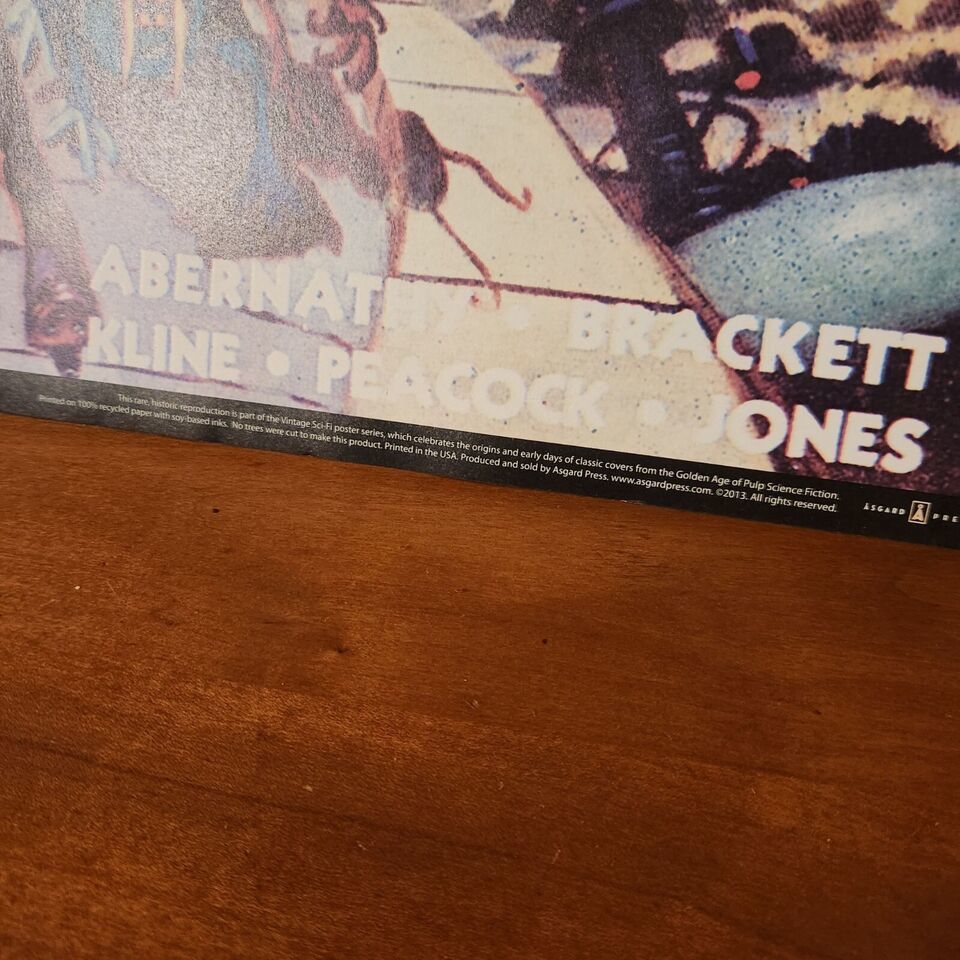 ABERNATHY • BRACKETT
KLINE • PEACOCK • JONES
This rare, historic reproduction is part of the Vintage Sci-Fi poster series, which celebrates the origins and early days of classic covers from the Golden Age of Pulp Science Fiction.
Printed on 100% recycled paper with soy-based inks. No trees were cut to make this product. Printed in the USA. Produced and sold by Asgard Press. www.asgardpress.com. ©2013. All rights reserved.
ÅSGARD Å PRE